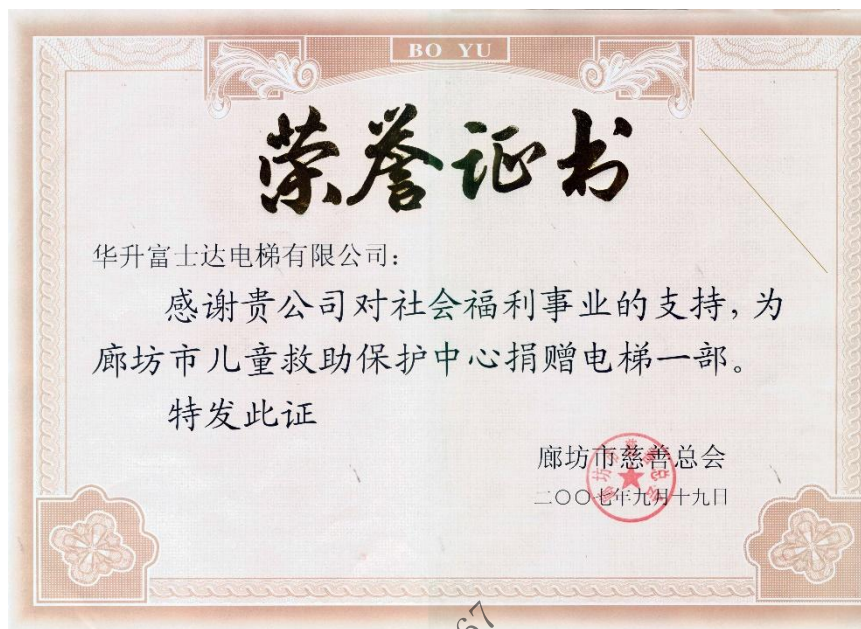 BO YU
荣誉证书
华升富士达电梯有限公司：
感谢贵公司对社会福利事业的支持，为
廊坊市儿童救助保护中心捐赠电梯一部。
特发此证
廊坊市慈善总会
二〇〇七年九月十九日
67